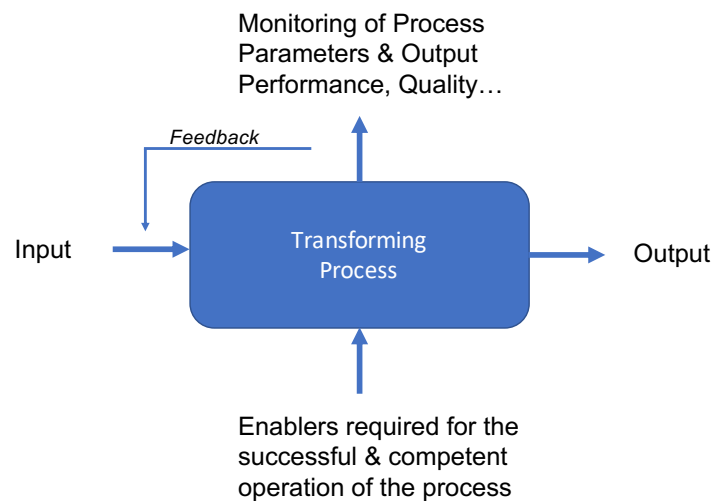 Monitoring of Process
Parameters & Output
Performance, Quality…
Feedback
Input
Transforming
Process
Output
Enablers required for the
successful & competent
operation of the process